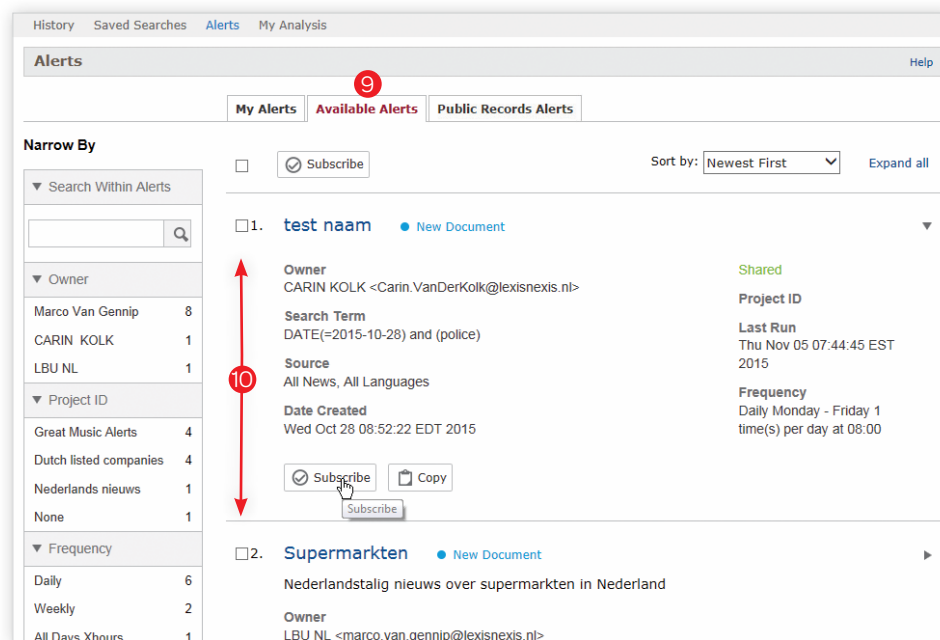 History Saved Searches Alerts My Analysis
Alerts Help
9
My Alerts Available Alerts Public Records Alerts
Narrow By
Subscribe Sort by: Newest First Expand all
Search Within Alerts
Owner
Marco Van Gennip 8
CARIN KOLK 1
LBU NL 1
Project ID
Great Music Alerts 4
Dutch listed companies 4
Nederlands nieuws 1
None 1
Frequency
Daily 6
Weekly 2
All Days Xhours 1
1. test naam New Document
10
Owner
CARIN KOLK <Carin.VanDerKolk@lexisnexis.nl>
Search Term
DATE(=2015-10-28) and (police)
Source
All News, All Languages
Date Created
Wed Oct 28 08:52:22 EDT 2015
Shared
Project ID
Last Run
Thu Nov 05 07:44:45 EST
2015
Frequency
Daily Monday - Friday 1
time(s) per day at 08:00
Subscribe Copy
Subscribe
2. Supermarkten New Document
Nederlandstalig nieuws over supermarkten in Nederland
Owner
LBU NL <marco.van.gennip@lexisnexis.nl>